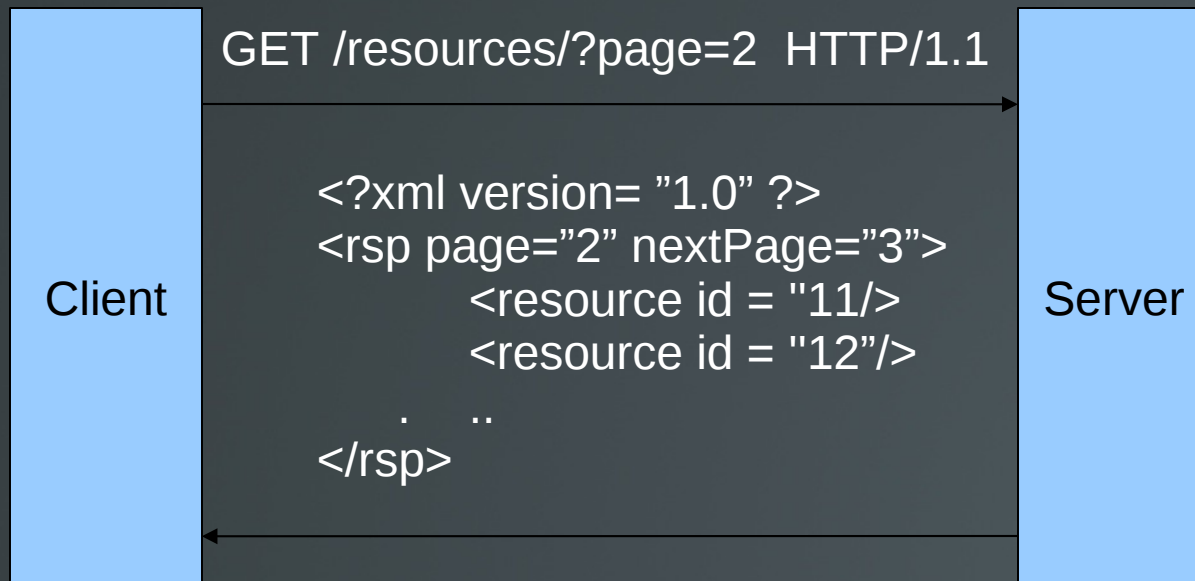 GET /resources/?page=2  HTTP/1.1
<?xml version= ”1.0” ?>
<rsp page=”2” nextPage=”3”>
<resource id = "11/>
Client
Server
<resource id = "12”/>
.    ..
</rsp>